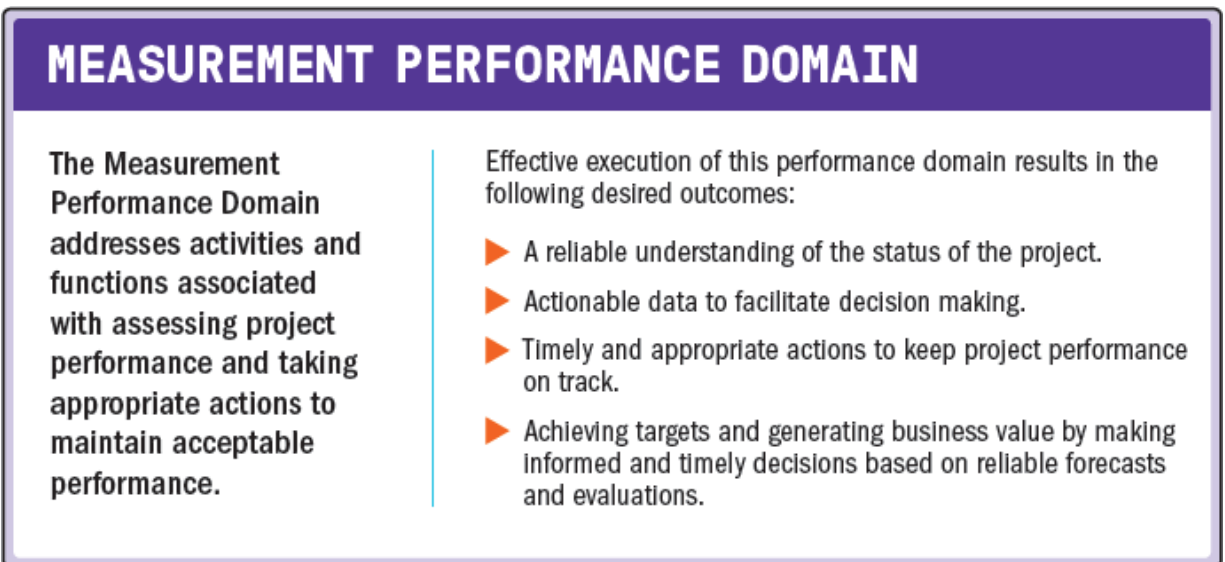 MEASUREMENT PERFORMANCE DOMAIN
The Measurement
Performance Domain
addresses activities and
functions associated
with assessing project
performance and taking
appropriate actions to
maintain acceptable
performance.
Effective execution of this performance domain results in the
following desired outcomes:
▶ A reliable understanding of the status of the project.
▶ Actionable data to facilitate decision making.
▶ Timely and appropriate actions to keep project performance
on track.
▶ Achieving targets and generating business value by making
informed and timely decisions based on reliable forecasts
and evaluations.